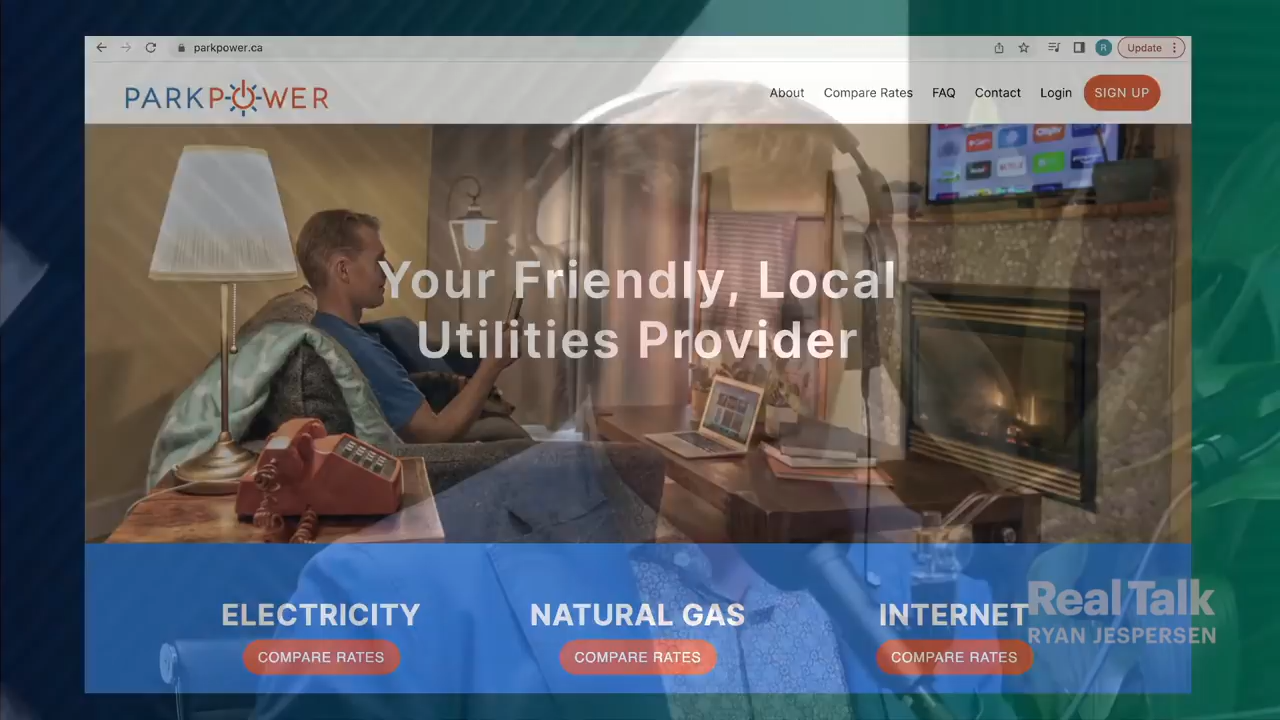 parkpower.ca
Update
PARKPOWER
About Compare Rates FAQ Contact Login SIGN UP
Your Friendly, Local
Utilities Provider
ELECTRICITY NATURAL GAS INTERNET
COMPARE RATES COMPARE RATES COMPARE RATES
Real Talk
RYAN JESPERSEN